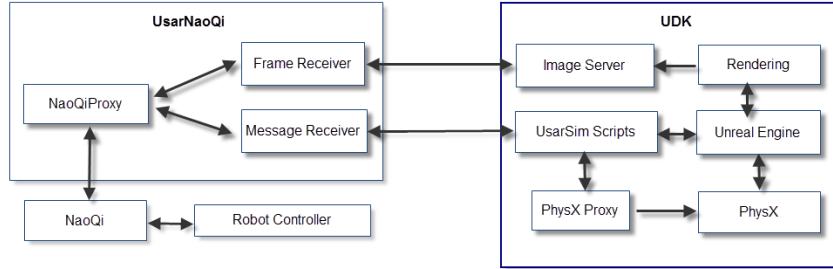 UsarNaoQi
UDK
Frame Receiver
Image Server
Rendering
NaoQiProxy
Message Receiver
UsarSim Scripts
Unreal Engine
NaoQi
Robot Controller
PhysX Proxy
PhysX